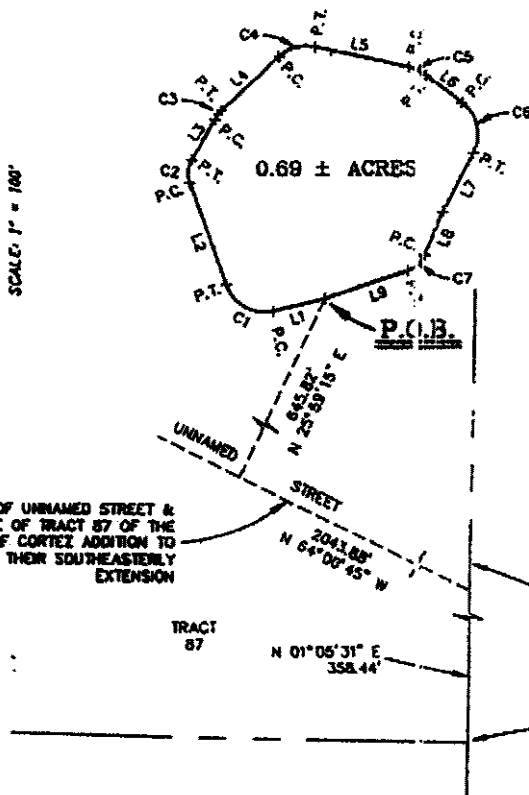 C4
P.T.
L5
C5
P.C.
L6
P.C.
C6
L4
P.T.
C3
P.C.
L3
0.69 ± ACRES
P.T.
C2
P.T.
P.C.
L7
SCALE: 1" = 100'
L2
P.C.
L8
C7
P.T.
L9
C1
L1
P.C.
P.O.B.
645.82'
N 25°59'15" E
UNNAMED
STREET
OF UNNAMED STREET &
E OF TRACT 87 OF THE
OF CORTEZ ADDITION TO
THEIR SOUTHEASTERLY
EXTENSION
2043.88'
N 64°00'45" W
TRACT
87
N 01°05'31" E
358.44'